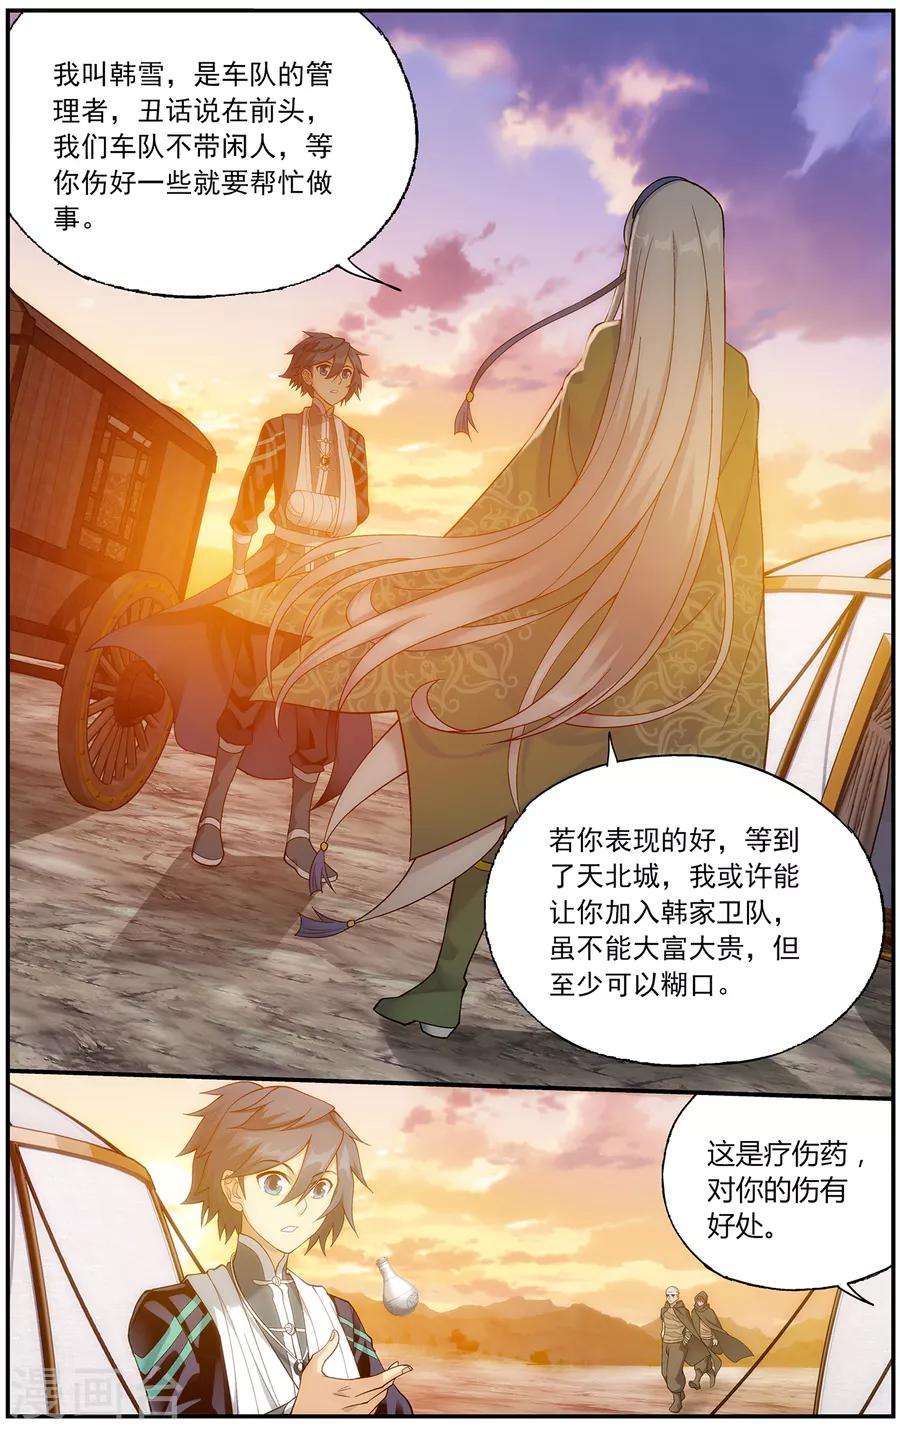 我叫韩雪，是车队的管
理者，丑话说在前头，
我们车队不带闲人，等
你伤好一些就要帮忙做
事。
若你表现的好，等到
了天北城，我或许能
让你加入韩家卫队，
虽不能大富大贵，但
至少可以糊口。
这是疗伤药，
对你的伤有
好处。
漫画台